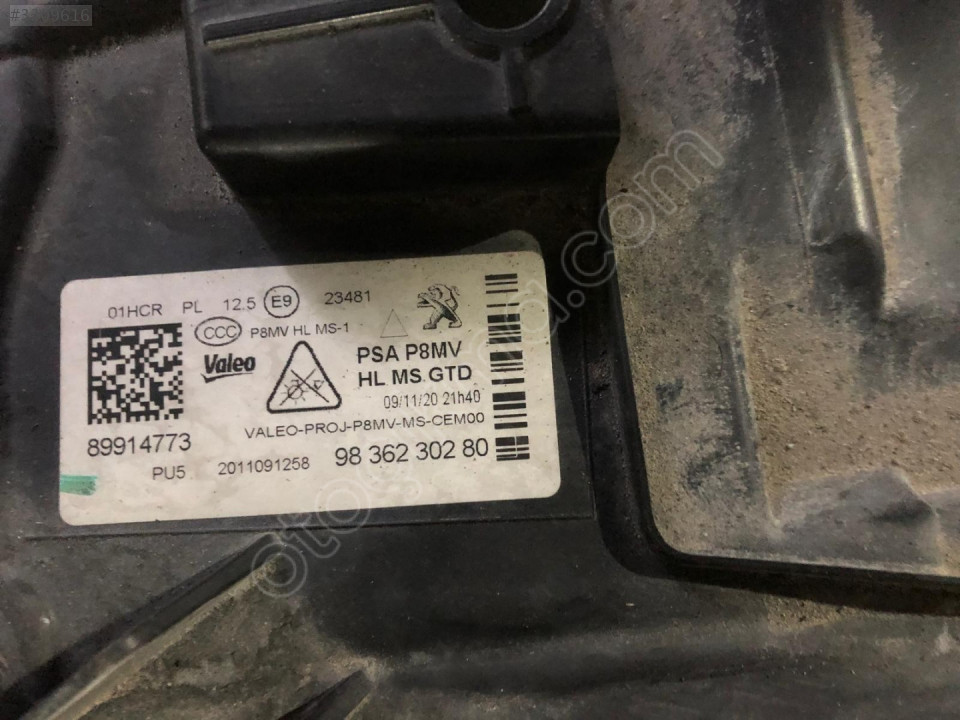 01HCR PL 12.5 E9 23481
CCC P8MV HL MS-1
Valeo PSA P8MV
HL MS GTD
09/11/20 21h40
VALEO-PROJ-P8MV-MS-CEM00
89914773
PU5 2011091258 98 362 302 80